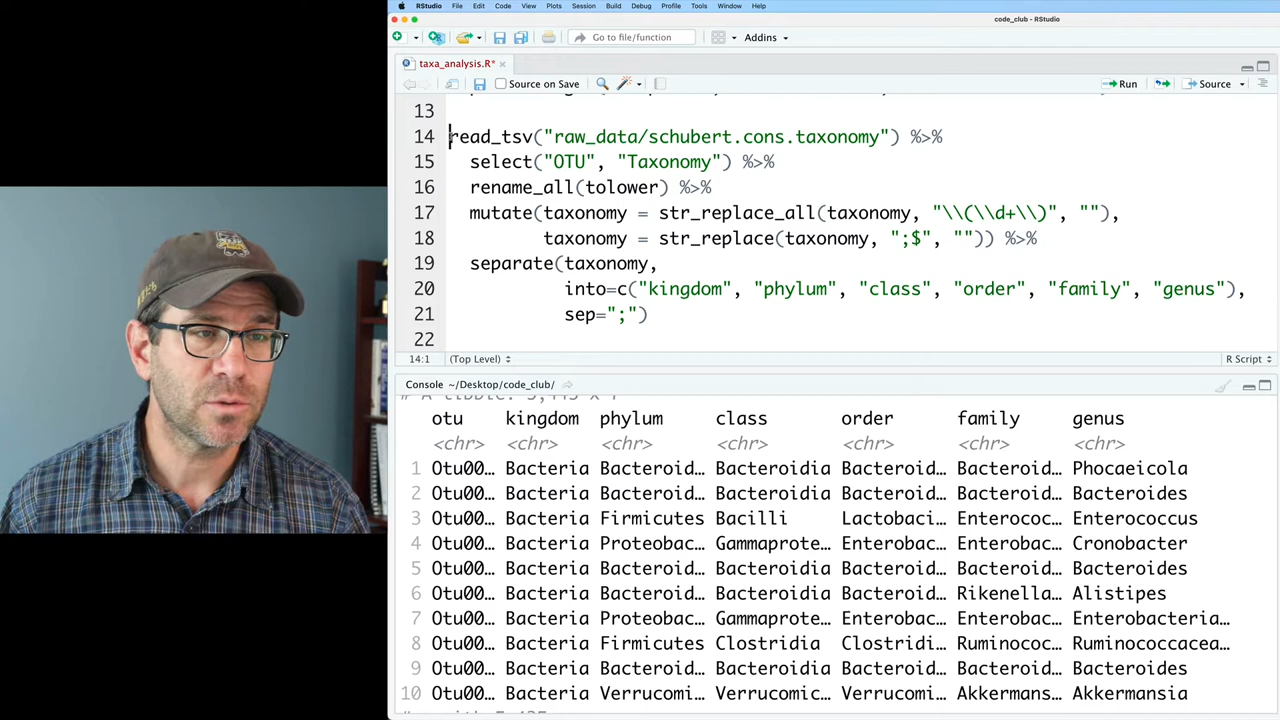 RStudio File Edit Code View Plots Session Build Debug Profile Tools Window Help
code_club - RStudio
Go to file/function Addins
taxa_analysis.R*
Source on Save Run Source
13
14 read_tsv("raw_data/schubert.cons.taxonomy") %>%
15 select("OTU", "Taxonomy") %>%
16 rename_all(tolower) %>%
17 mutate(taxonomy = str_replace_all(taxonomy, "\\(\\d+\\)", ""),
18 taxonomy = str_replace(taxonomy, ";$", "")) %>%
19 separate(taxonomy,
20 into=c("kingdom", "phylum", "class", "order", "family", "genus"),
21 sep=";")
22
14:1 (Top Level) R Script
Console ~/Desktop/code_club/
otu kingdom phylum class order family genus
<chr> <chr> <chr> <chr> <chr> <chr> <chr>
1 Otu00… Bacteria Bacteroid… Bacteroidia Bacteroid… Bacteroid… Phocaeicola
2 Otu00… Bacteria Bacteroid… Bacteroidia Bacteroid… Bacteroid… Bacteroides
3 Otu00… Bacteria Firmicutes Bacilli Lactobaci… Enterococ… Enterococcus
4 Otu00… Bacteria Proteobac… Gammaprote… Enterobac… Enterobac… Cronobacter
5 Otu00… Bacteria Bacteroid… Bacteroidia Bacteroid… Bacteroid… Bacteroides
6 Otu00… Bacteria Bacteroid… Bacteroidia Bacteroid… Rikenella… Alistipes
7 Otu00… Bacteria Proteobac… Gammaprote… Enterobac… Enterobac… Enterobacteria…
8 Otu00… Bacteria Firmicutes Clostridia Clostridi… Ruminococ… Ruminococcacea…
9 Otu00… Bacteria Bacteroid… Bacteroidia Bacteroid… Bacteroid… Bacteroides
10 Otu00… Bacteria Verrucomi… Verrucomic… Verrucomi… Akkermans… Akkermansia